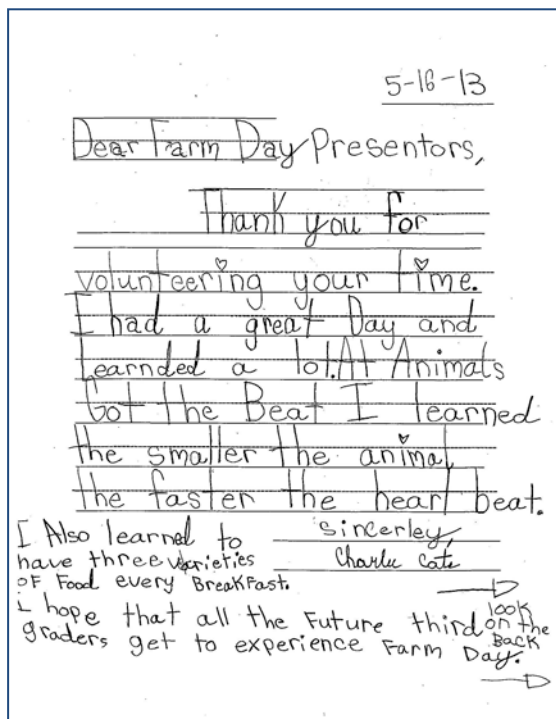 5-16-13
Dear Farm Day Presentors,
Thank you for
volunteering your time.
I had a great Day and
Learnded a lot. At Animals
Got the Beat I learned
the smaller the animal,
the faster the heart beat.
sincerley,
Charlie Cate
I Also learned to
have three varieties
of Food every BreakFast.
i hope that all the Future third
graders get to experience Farm Day.
look
on the
BACK